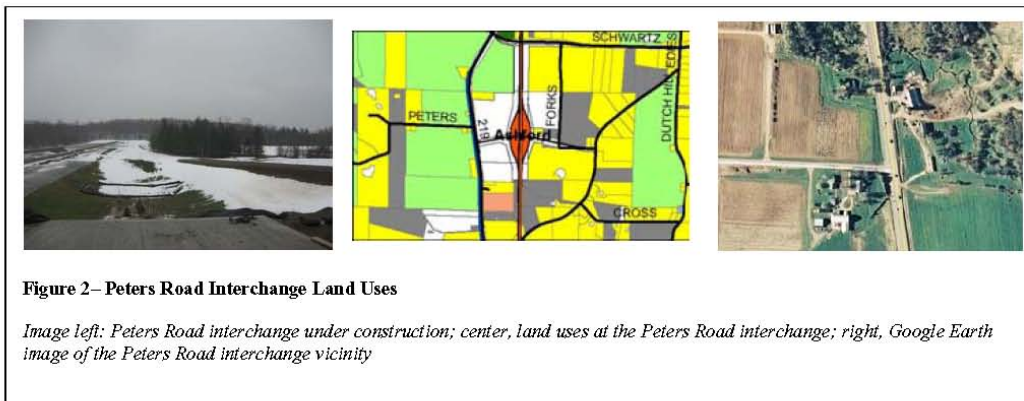 SCHWARTZ
PETERS
219
FORKS
Ashford
DUTCH HI
EDES
CROSS
Figure 2– Peters Road Interchange Land Uses
Image left: Peters Road interchange under construction; center, land uses at the Peters Road interchange; right, Google Earth
image of the Peters Road interchange vicinity